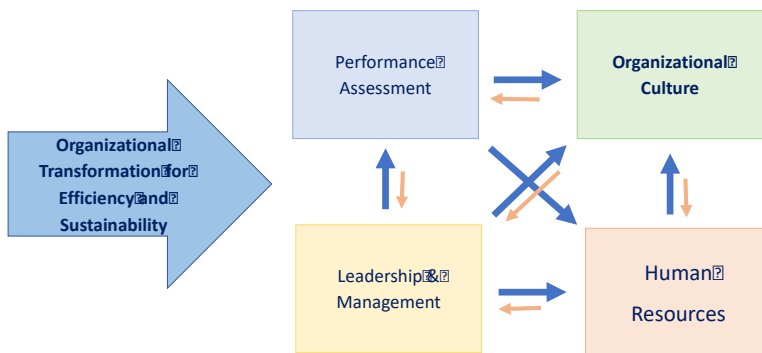 Organizational
Transformation for
Efficiency and
Sustainability
Performance
Assessment
Organizational
Culture
Leadership &
Management
Human
Resources